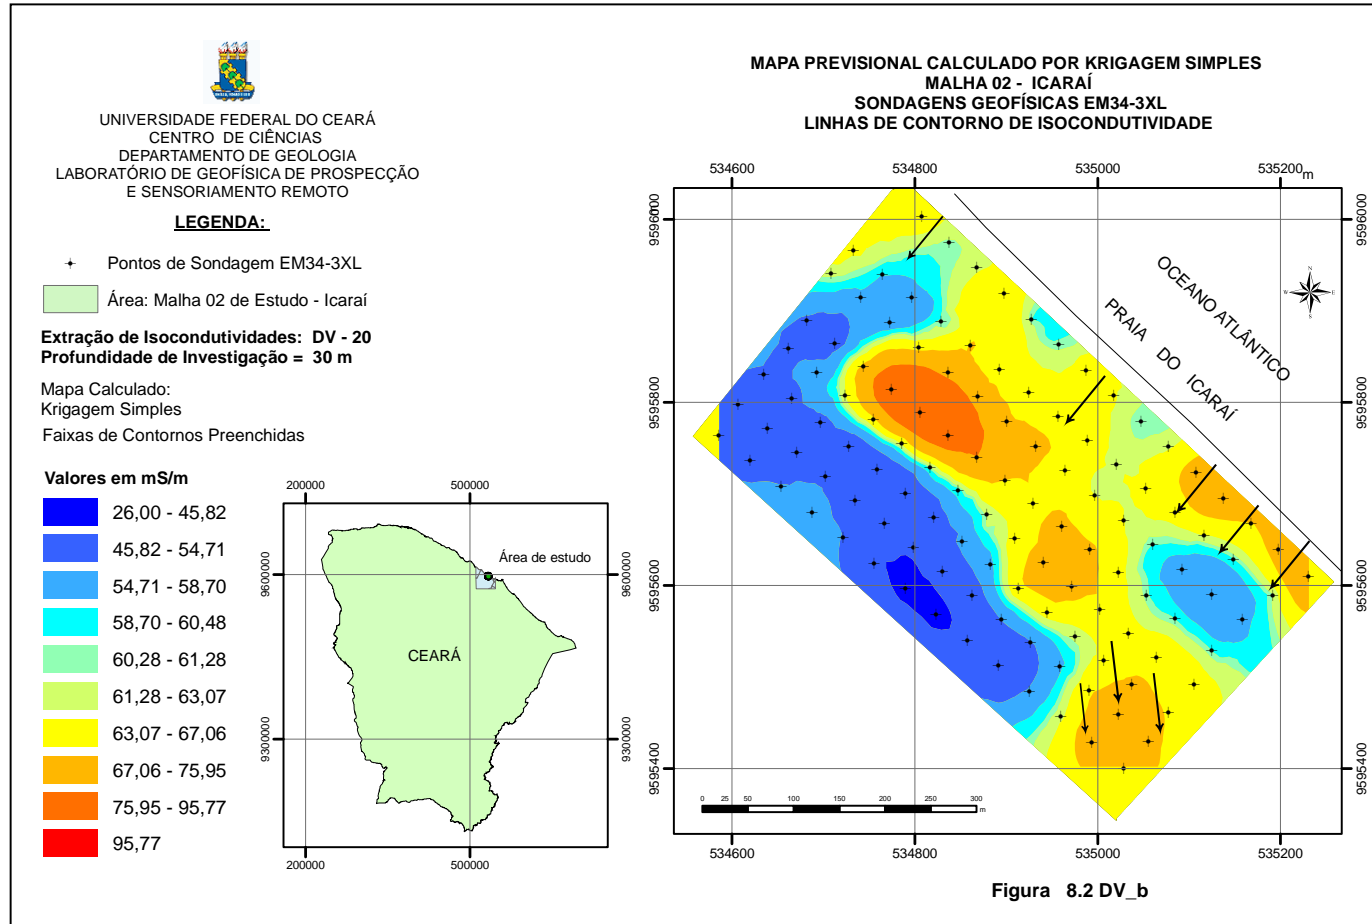 UNIVERSIDADE FEDERAL DO CEARÁ
CENTRO DE CIÊNCIAS
DEPARTAMENTO DE GEOLOGIA
LABORATÓRIO DE GEOFÍSICA DE PROSPECÇÃO
E SENSORIAMENTO REMOTO
LEGENDA:
Pontos de Sondagem EM34-3XL
Área: Malha 02 de Estudo - Icaraí
Extração de Isocondutividades: DV - 20
Profundidade de Investigação = 30 m
Mapa Calculado:
Krigagem Simples
Faixas de Contornos Preenchidas
Valores em mS/m
26,00 - 45,82
45,82 - 54,71
54,71 - 58,70
58,70 - 60,48
60,28 - 61,28
61,28 - 63,07
63,07 - 67,06
67,06 - 75,95
75,95 - 95,77
95,77
200000 500000
9600000 9600000
Área de estudo
CEARÁ
9300000 9300000
200000 500000
MAPA PREVISIONAL CALCULADO POR KRIGAGEM SIMPLES
MALHA 02 - ICARAÍ
SONDAGENS GEOFÍSICAS EM34-3XL
LINHAS DE CONTORNO DE ISOCONDUTIVIDADE
534600 534800 535000 535200 m
9596000 9596000
OCEANO ATLÂNTICO
N
W E
S
PRAIA DO ICARAÍ
9595800 9595800
9595600 9595600
9595400 9595400
0 25 50 100 150 200 250 300
m
534600 534800 535000 535200
Figura 8.2 DV_b